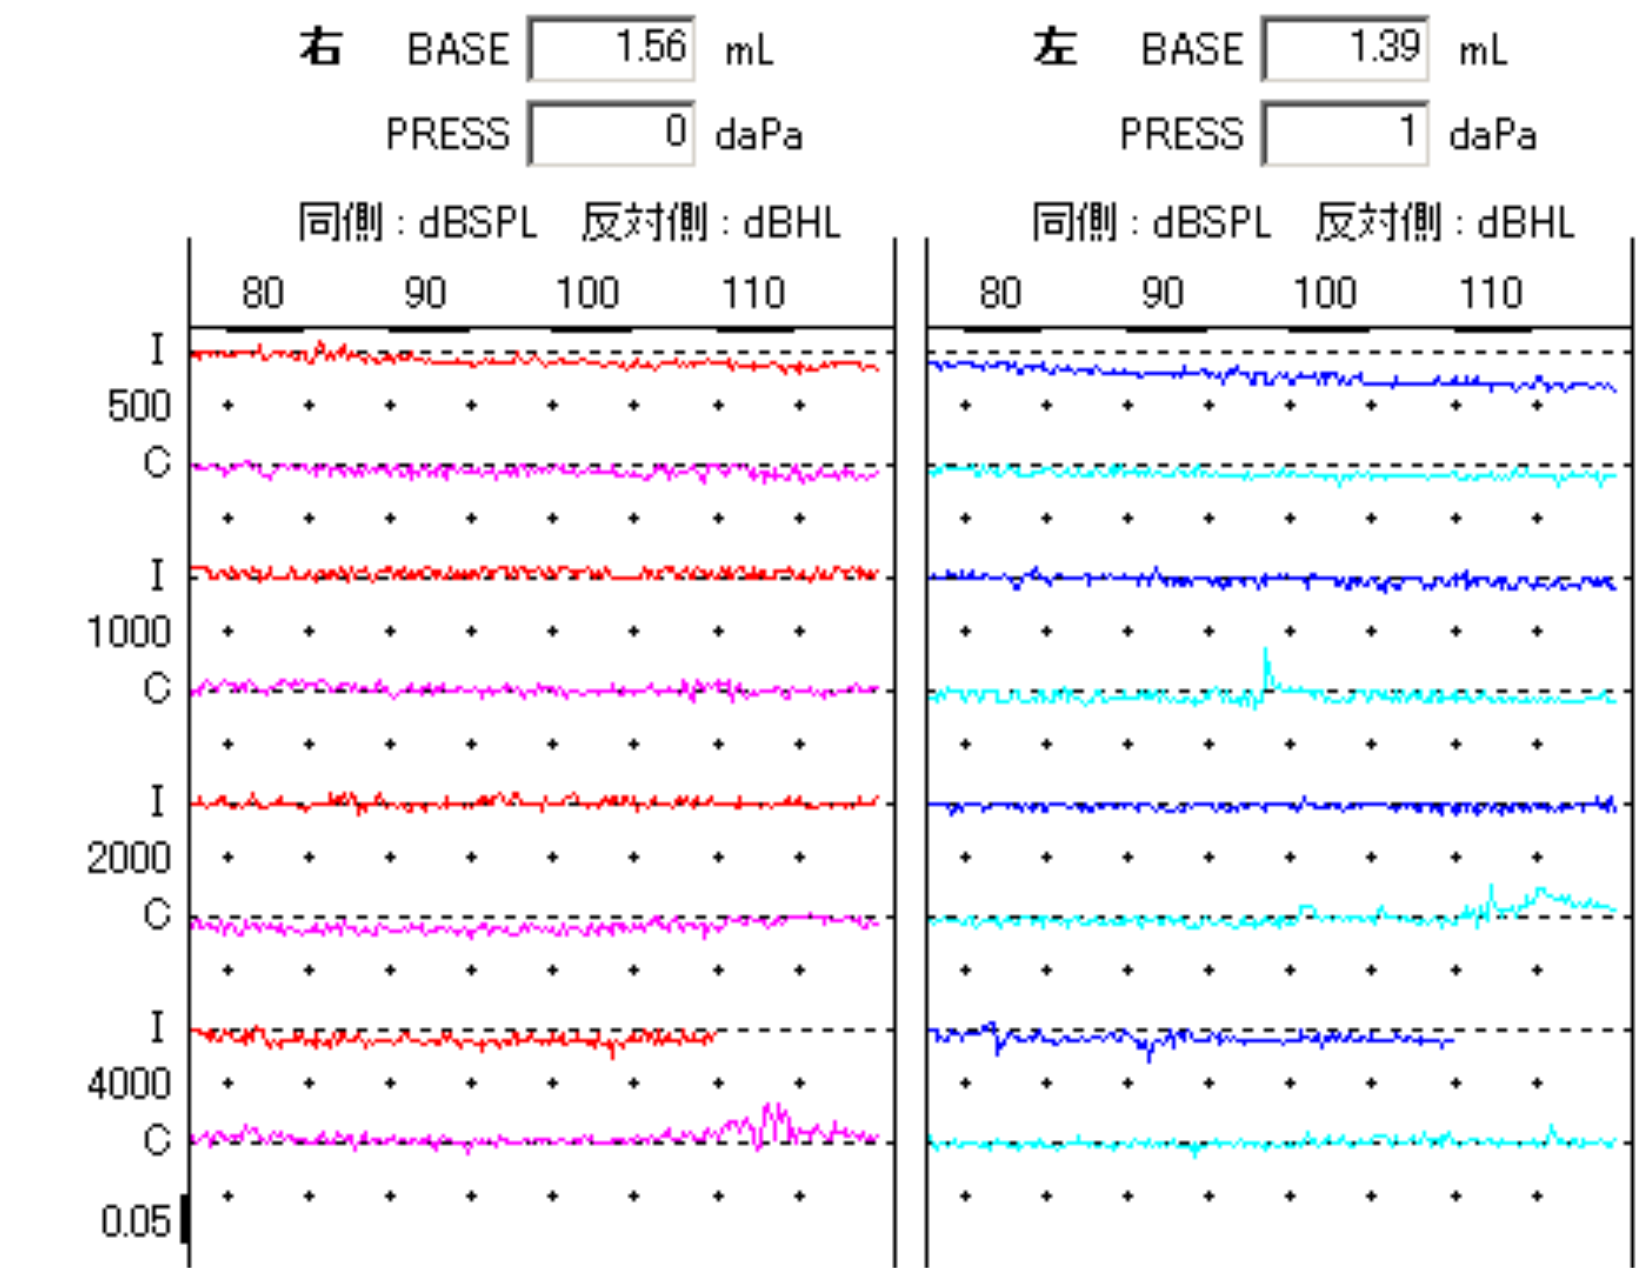 右 BASE 1.56 mL 左 BASE 1.39 mL
PRESS 0 daPa PRESS 1 daPa
同側 : dBSPL 反対側 : dBHL 同側 : dBSPL 反対側 : dBHL
80 90 100 110 80 90 100 110
I
500
C
I
1000
C
I
2000
C
I
4000
C
0.05